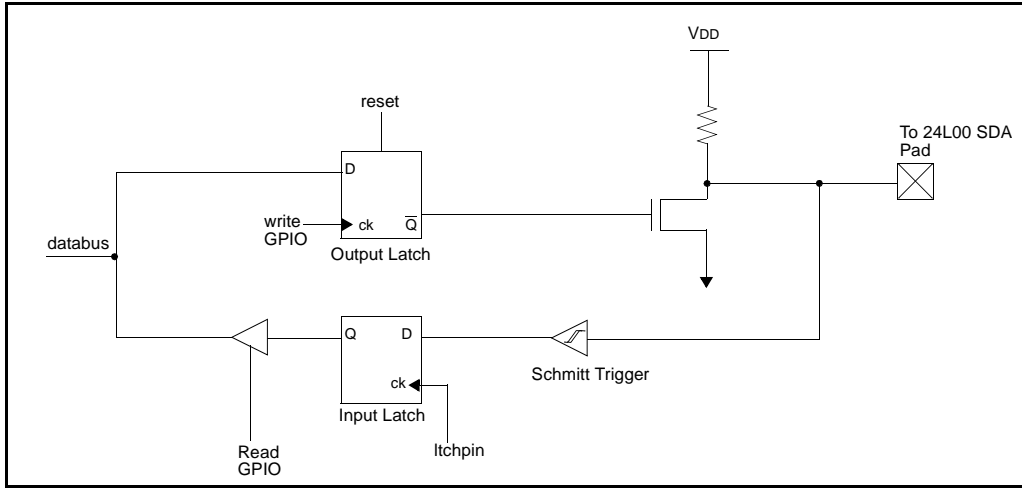 VDD
reset
To 24L00 SDA
Pad
D
write
GPIO
ck
Q
databus
Output Latch
Q
D
Schmitt Trigger
ck
Input Latch
Read
GPIO
ltchpin